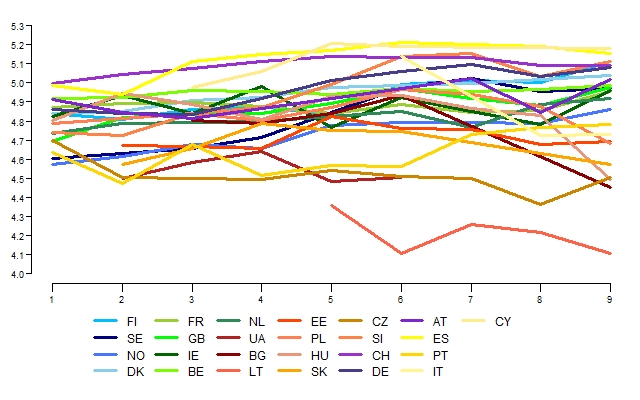 5.3
5.2
5.1
5.0
4.9
4.8
4.7
4.6
4.5
4.4
4.3
4.2
4.1
4.0
1 2 3 4 5 6 7 8 9
FI FR NL EE CZ AT CY
SE GB UA PL SI ES
NO IE BG HU CH PT
DK BE LT SK DE IT